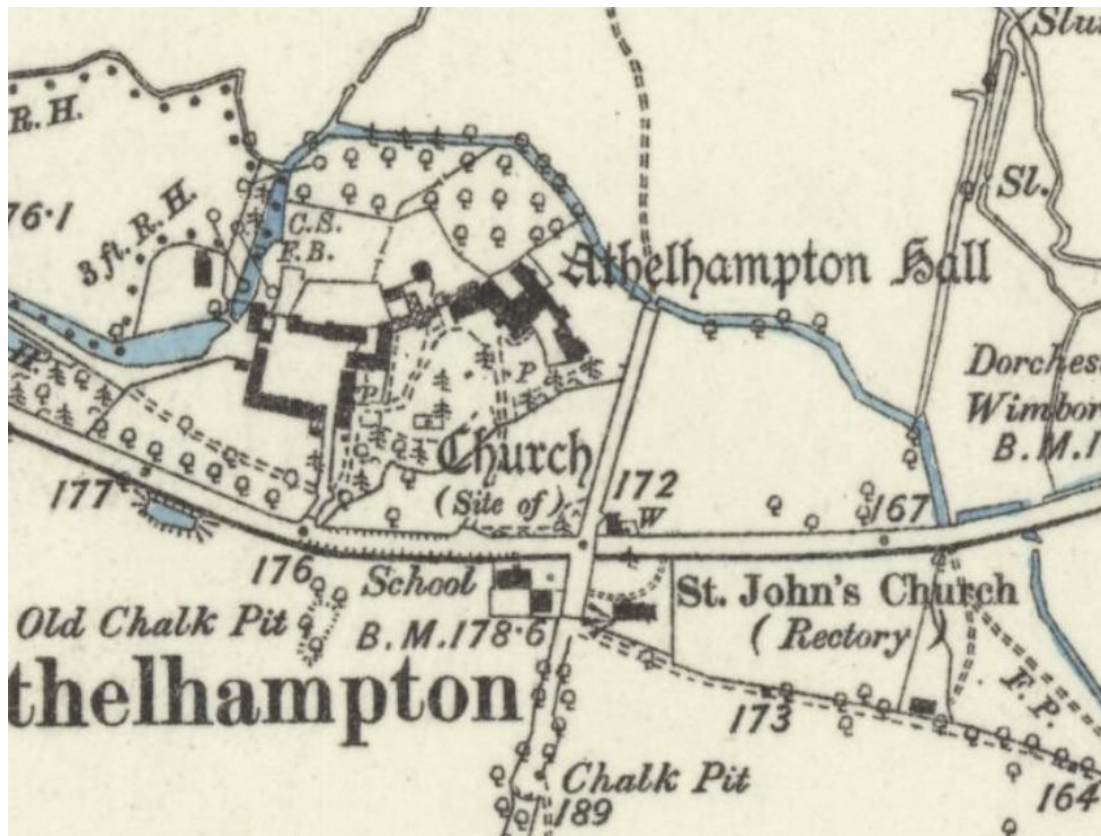 Slu
R. H.
Sl.
76·1
3 ft. R. H.
C. S.
F. B.
Athelhampton Hall
H.
P
P
Dorches
Wimbor
B. M. 1
Church
(Site of)
177
172
W
167
176
School
St. John's Church
(Rectory)
Old Chalk Pit
B. M. 178·6
thelhampton
F. P.
173
Chalk Pit
189
164